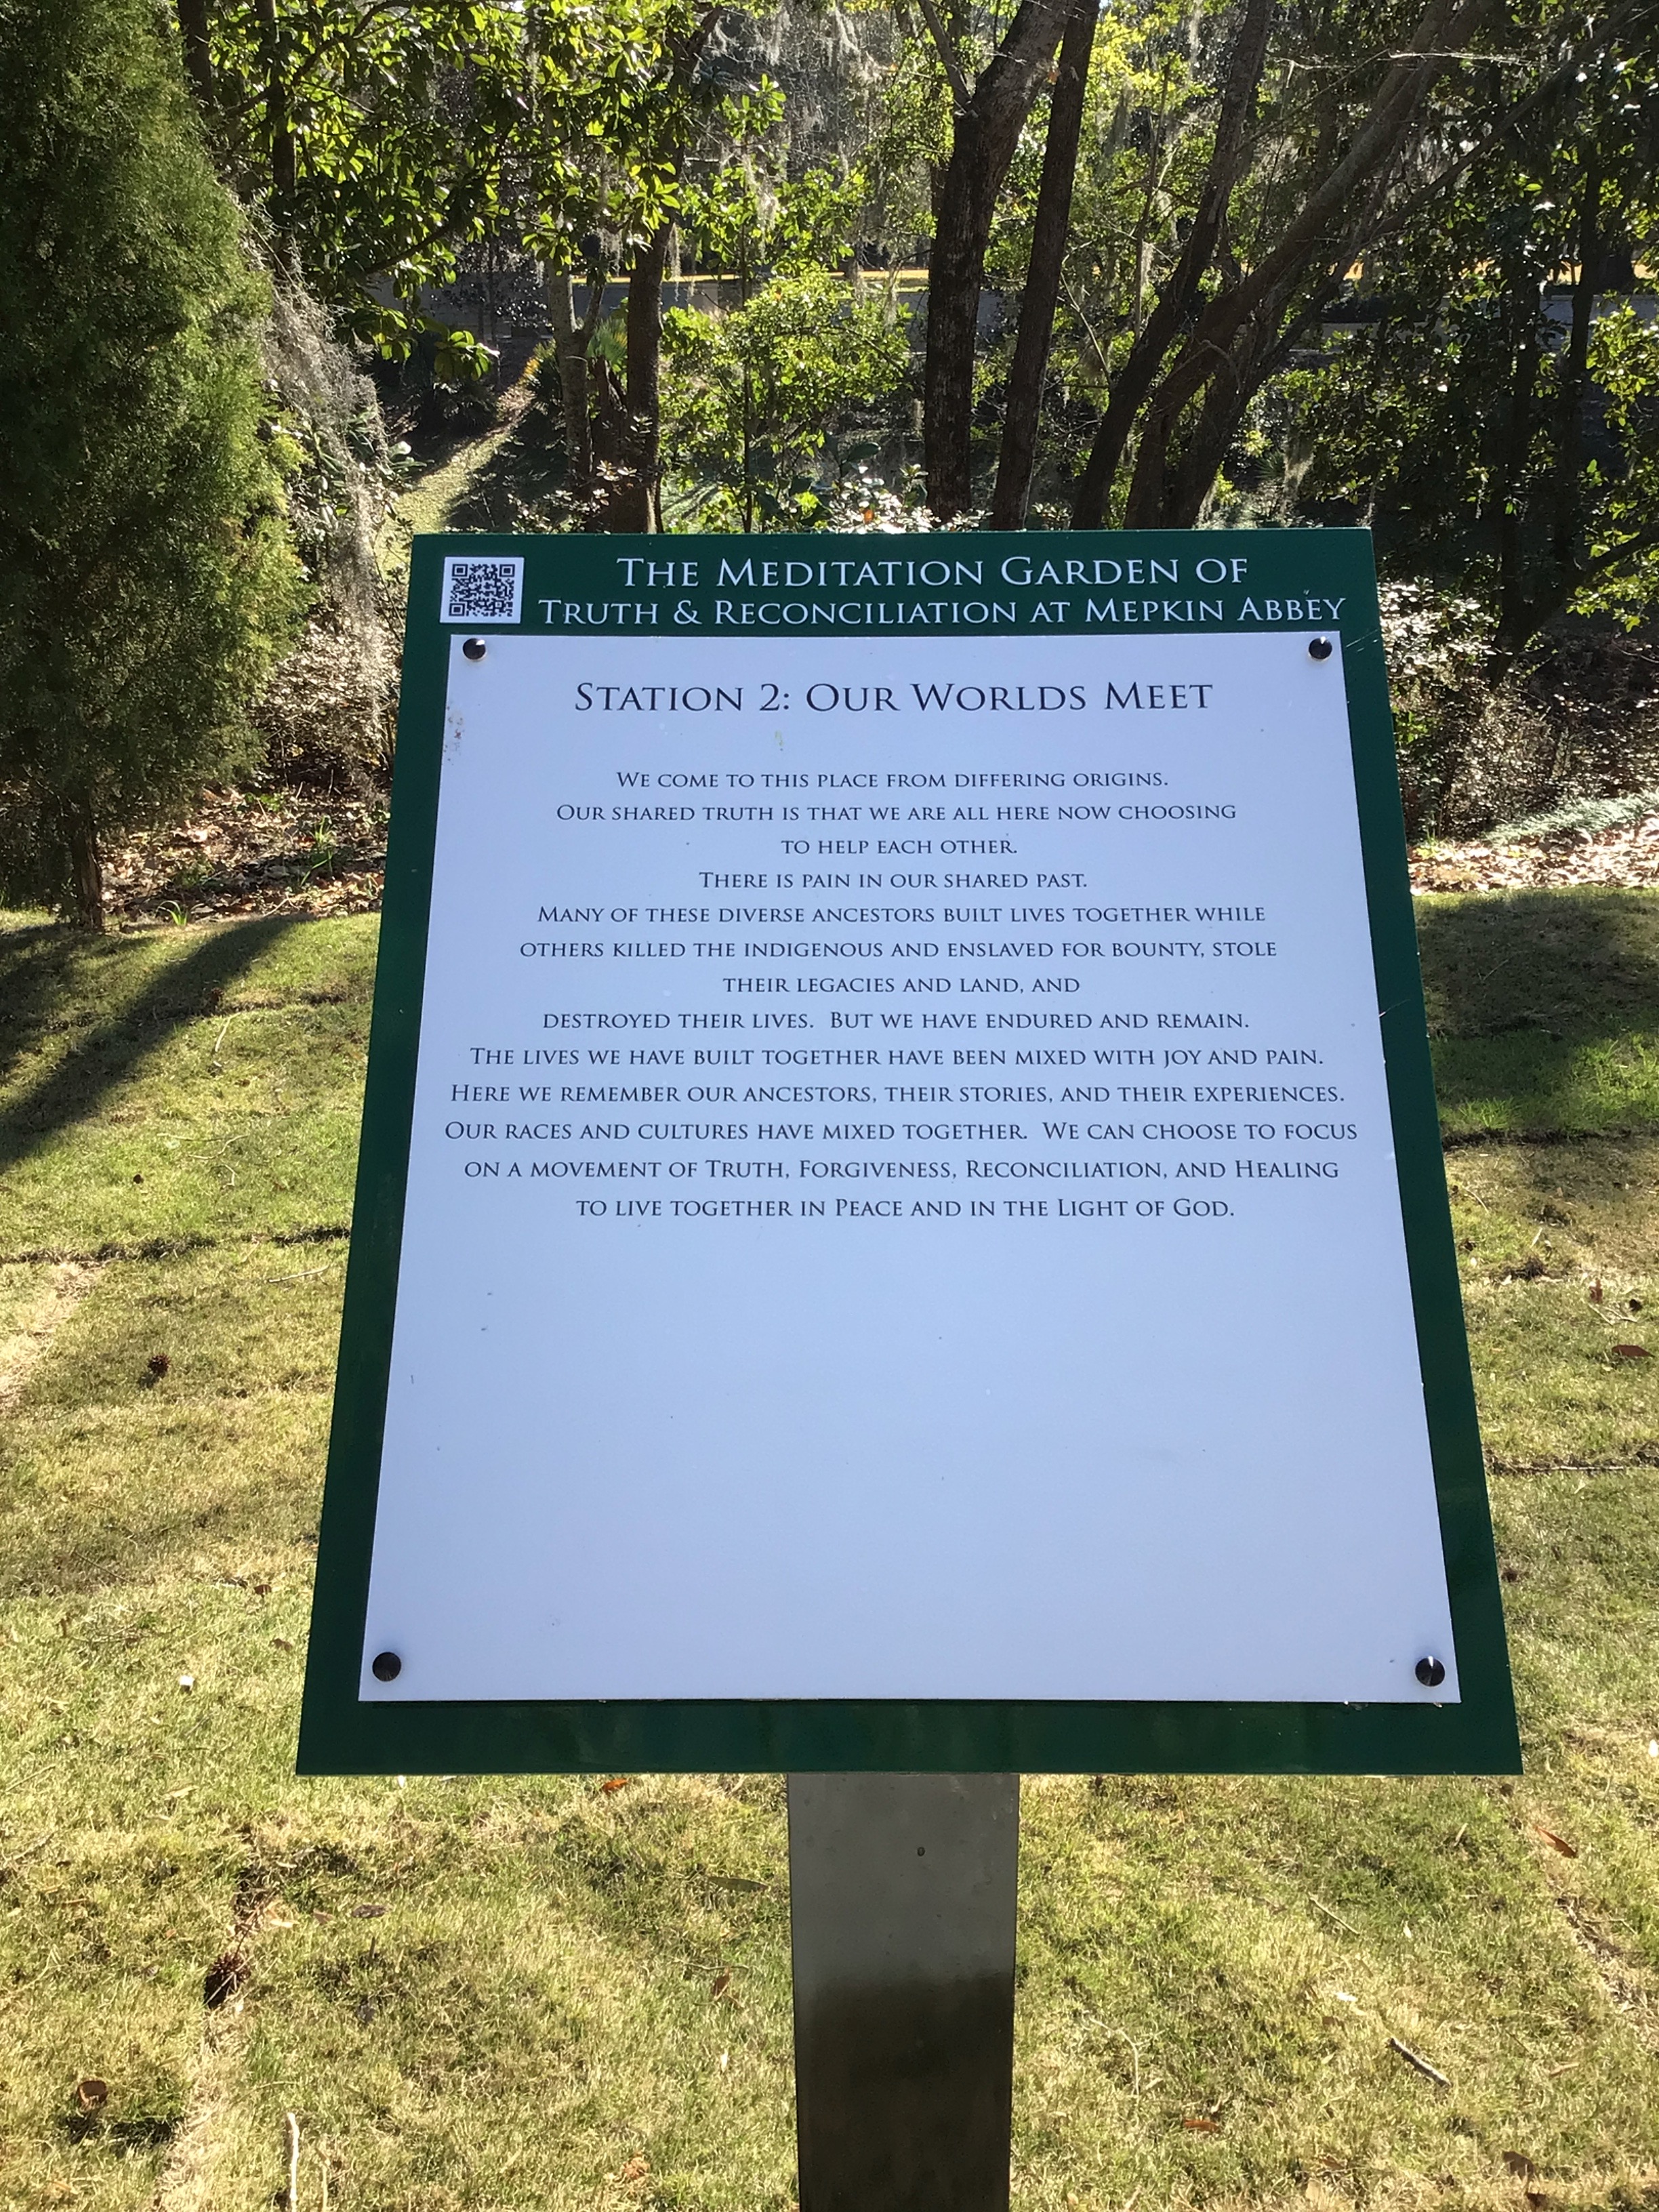 The Meditation Garden of
Truth & Reconciliation at Mepkin Abbey
Station 2: Our Worlds Meet
We come to this place from differing origins.
Our shared truth is that we are all here now choosing
to help each other.
There is pain in our shared past.
Many of these diverse ancestors built lives together while
others killed the indigenous and enslaved for bounty, stole
their legacies and land, and
destroyed their lives. But we have endured and remain.
The lives we have built together have been mixed with joy and pain.
Here we remember our ancestors, their stories, and their experiences.
Our races and cultures have mixed together. We can choose to focus
on a movement of Truth, Forgiveness, Reconciliation, and Healing
to live together in Peace and in the Light of God.